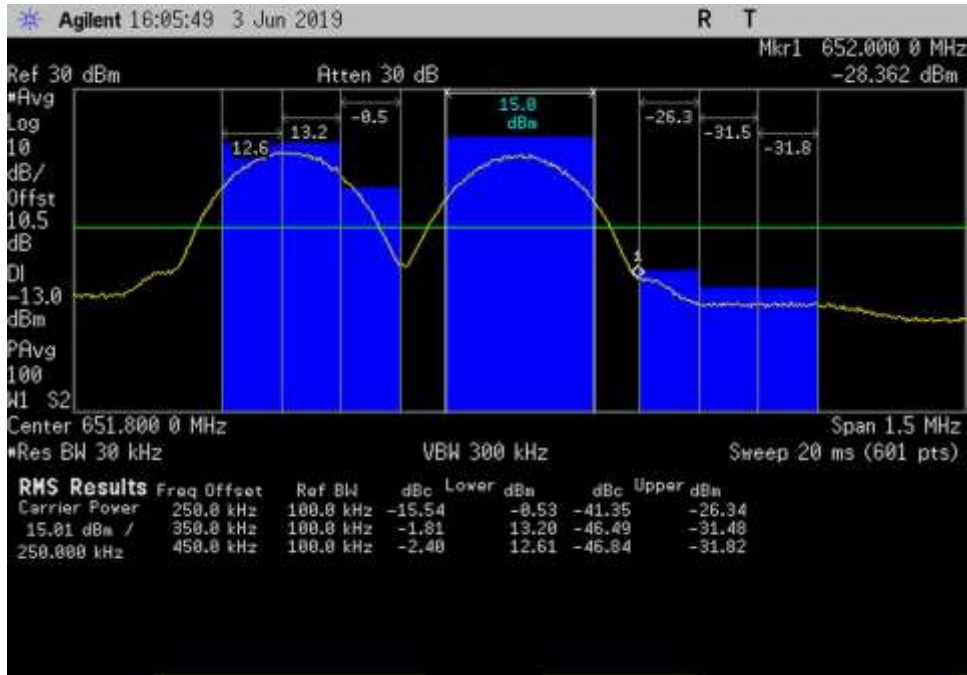 Agilent 16:05:49 3 Jun 2019 R T
Mkr1 652.000 0 MHz
Ref 30 dBm Atten 30 dB -28.362 dBm
#Avg
Log
10
dB/
Offst
10.5
dB
DI
-13.0
dBm
PAvg
100
W1 S2
12.6
13.2
-0.5
15.0
dBm
-26.3
-31.5
-31.8
1
Center 651.800 0 MHz Span 1.5 MHz
#Res BW 30 kHz VBW 300 kHz Sweep 20 ms (601 pts)
RMS Results Freq Offset Ref BW dBc Lower dBm dBc Upper dBm
Carrier Power 250.0 kHz 100.0 kHz -15.54 -0.53 -41.35 -26.34
15.01 dBm / 350.0 kHz 100.0 kHz -1.81 13.20 -46.49 -31.48
250.000 kHz 450.0 kHz 100.0 kHz -2.40 12.61 -46.84 -31.82